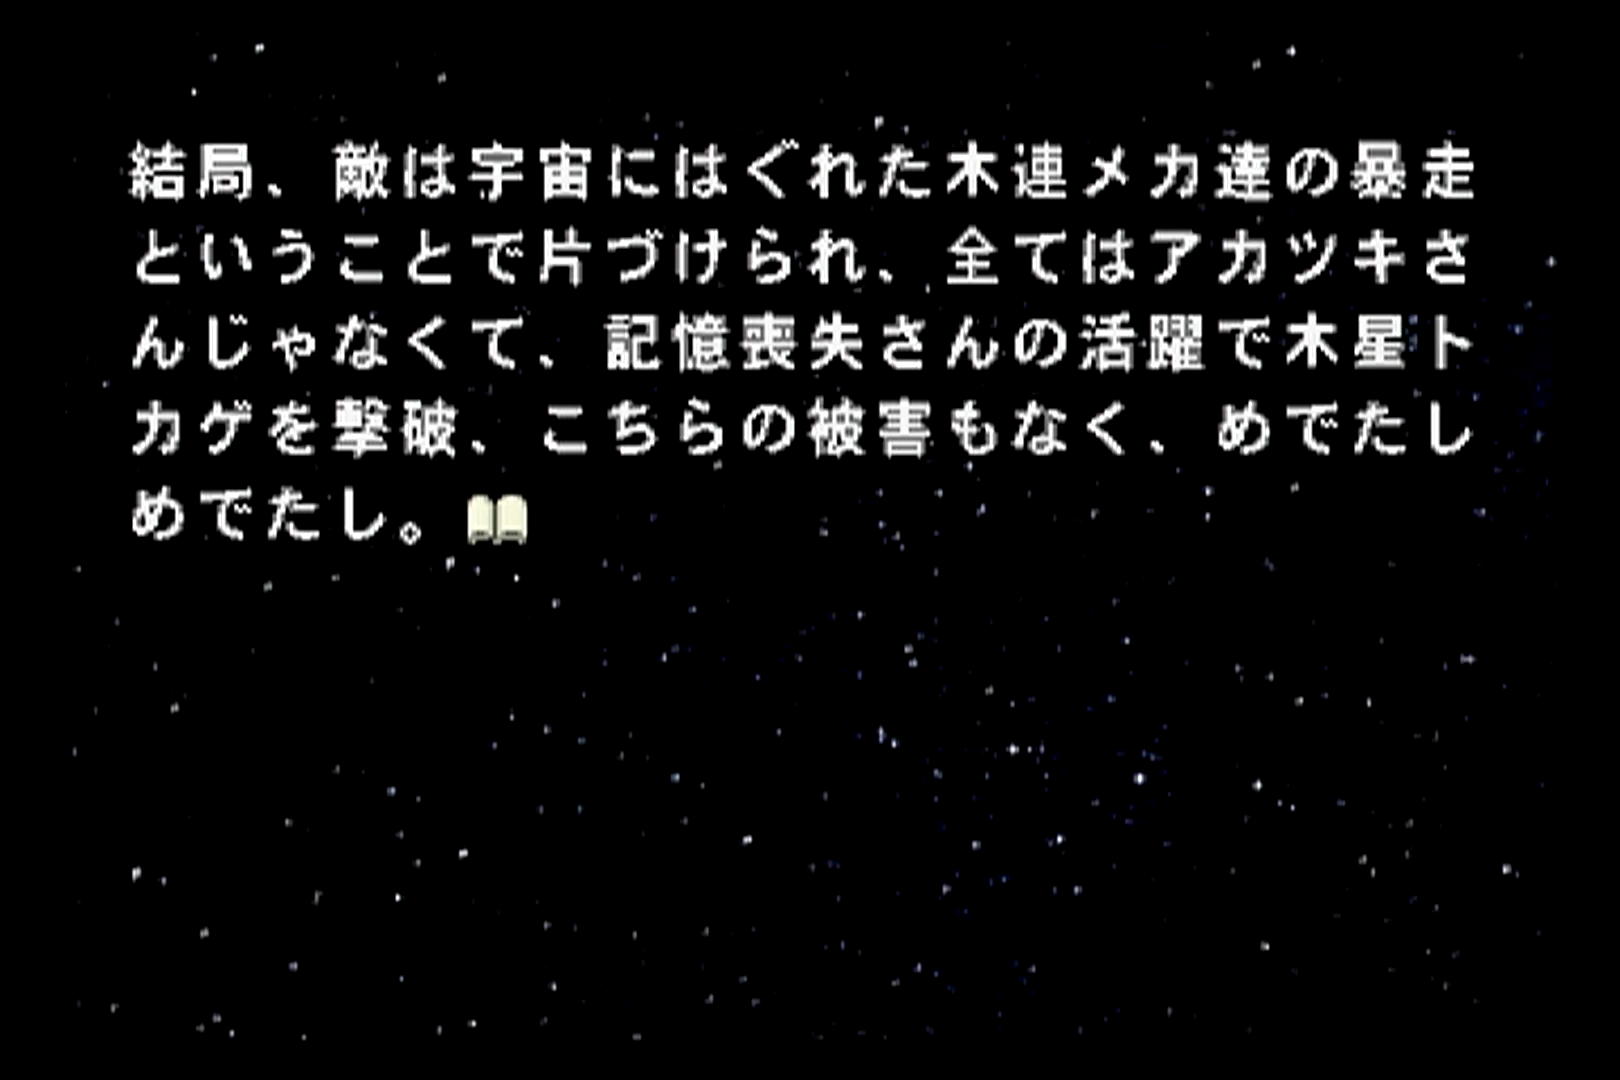 結局、敵は宇宙にはぐれた木連メカ達の暴走
ということで片づけられ、全てはアカツキさ
んじゃなくて、記憶喪失さんの活躍で木星ト
カゲを撃破、こちらの被害もなく、めでたし
めでたし。